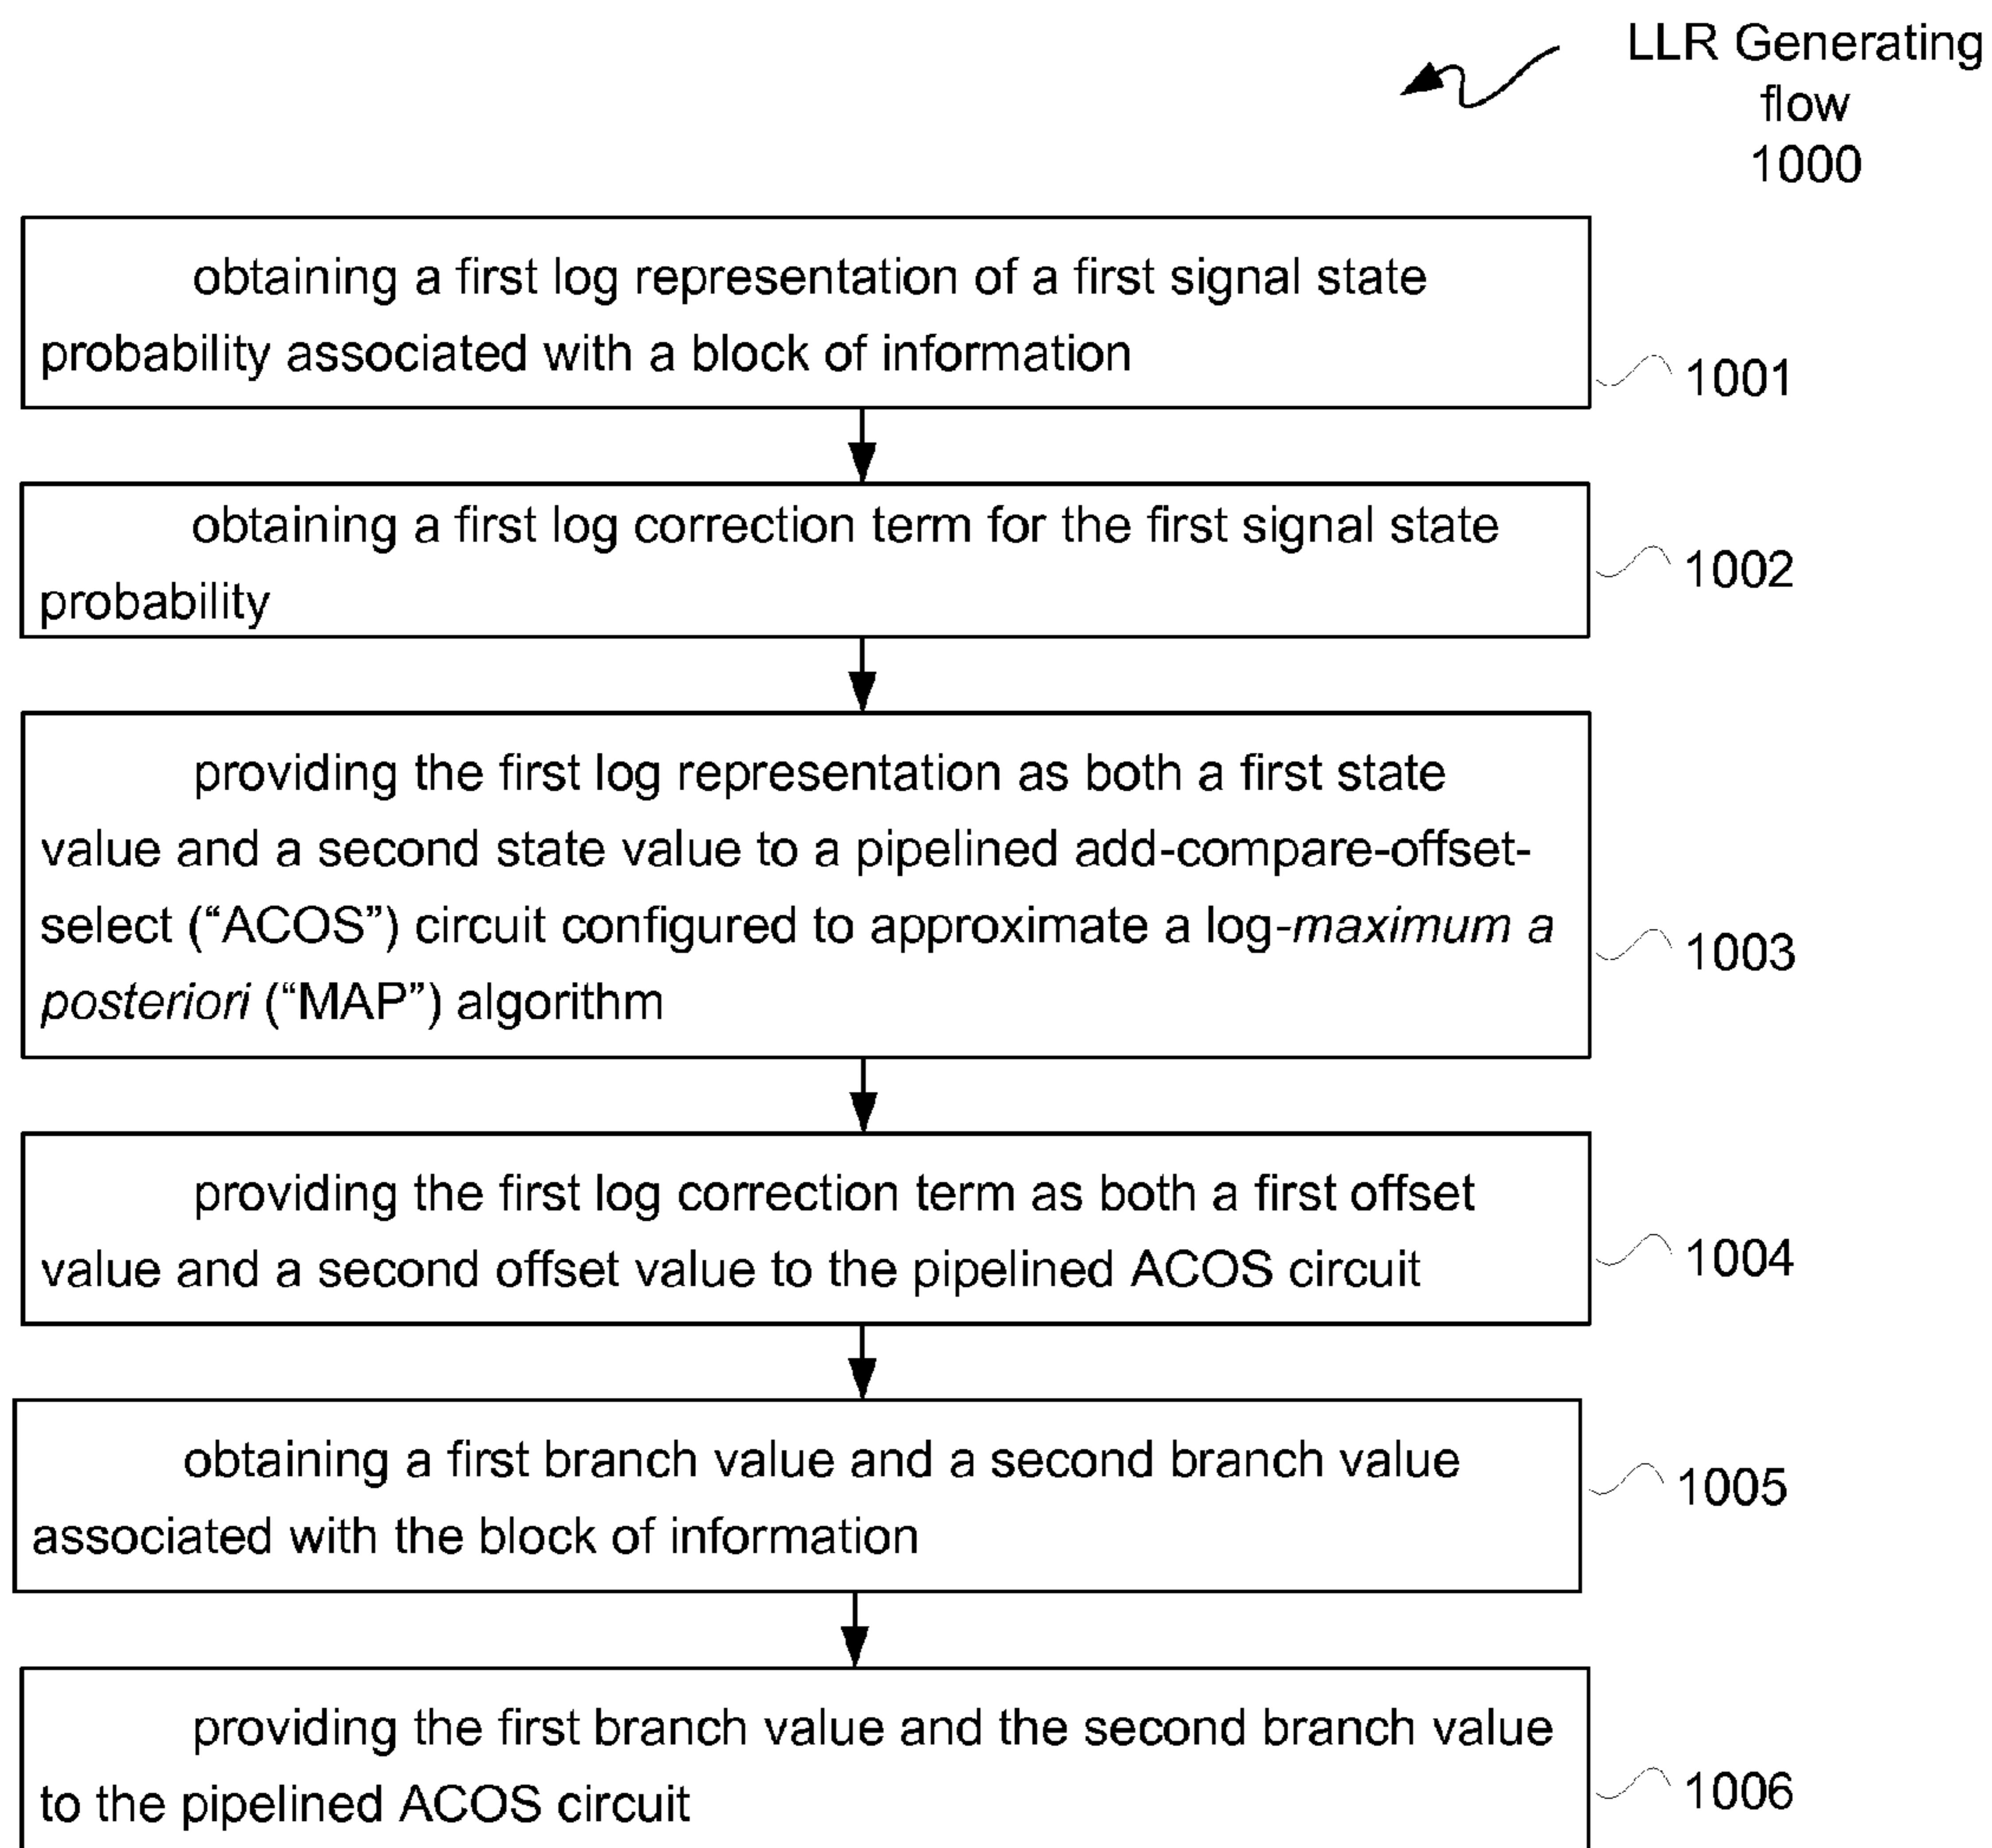 LLR Generating
flow
1000
obtaining a first log representation of a first signal state
probability associated with a block of information
1001
obtaining a first log correction term for the first signal state
probability
1002
providing the first log representation as both a first state
value and a second state value to a pipelined add-compare-offset-
select (“ACOS”) circuit configured to approximate a log-maximum a
posteriori (“MAP”) algorithm
1003
providing the first log correction term as both a first offset
value and a second offset value to the pipelined ACOS circuit
1004
obtaining a first branch value and a second branch value
associated with the block of information
1005
providing the first branch value and the second branch value
to the pipelined ACOS circuit
1006